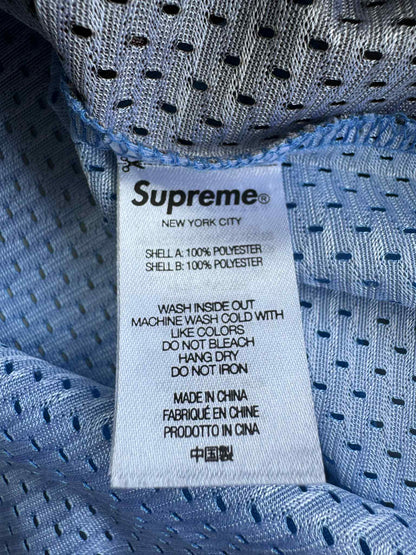 Supreme®
NEW YORK CITY
SHELL A: 100% POLYESTER
SHELL B: 100% POLYESTER
WASH INSIDE OUT
MACHINE WASH COLD WITH
LIKE COLORS
DO NOT BLEACH
HANG DRY
DO NOT IRON
MADE IN CHINA
FABRIQUÉ EN CHINE
PRODOTTO IN CINA
中国製